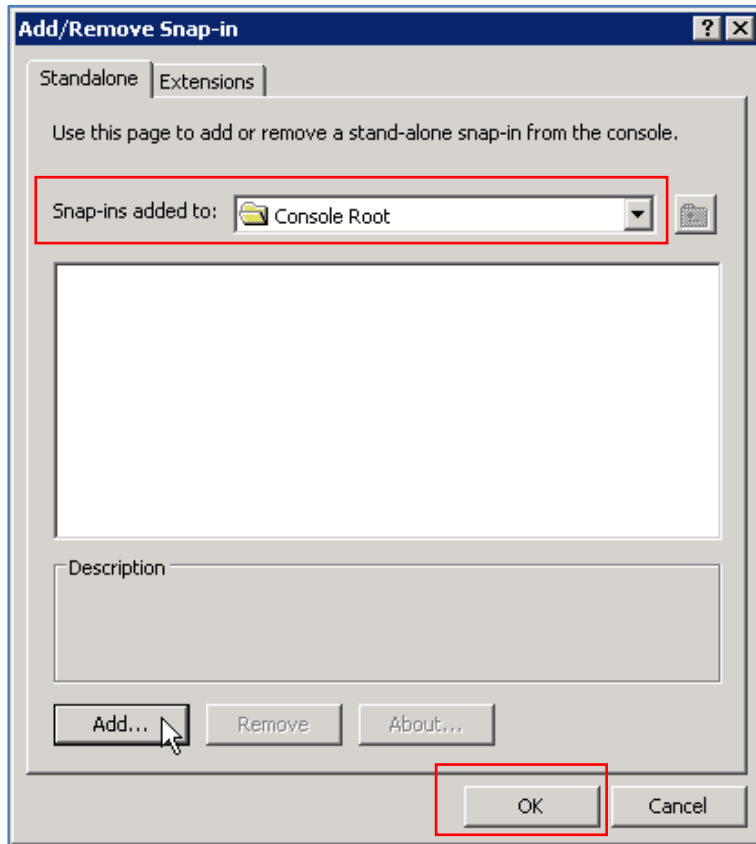 Add/Remove Snap-in
Standalone
Extensions
Use this page to add or remove a stand-alone snap-in from the console.
Snap-ins added to:
Console Root
Description
Add...
Remove
About...
OK
Cancel